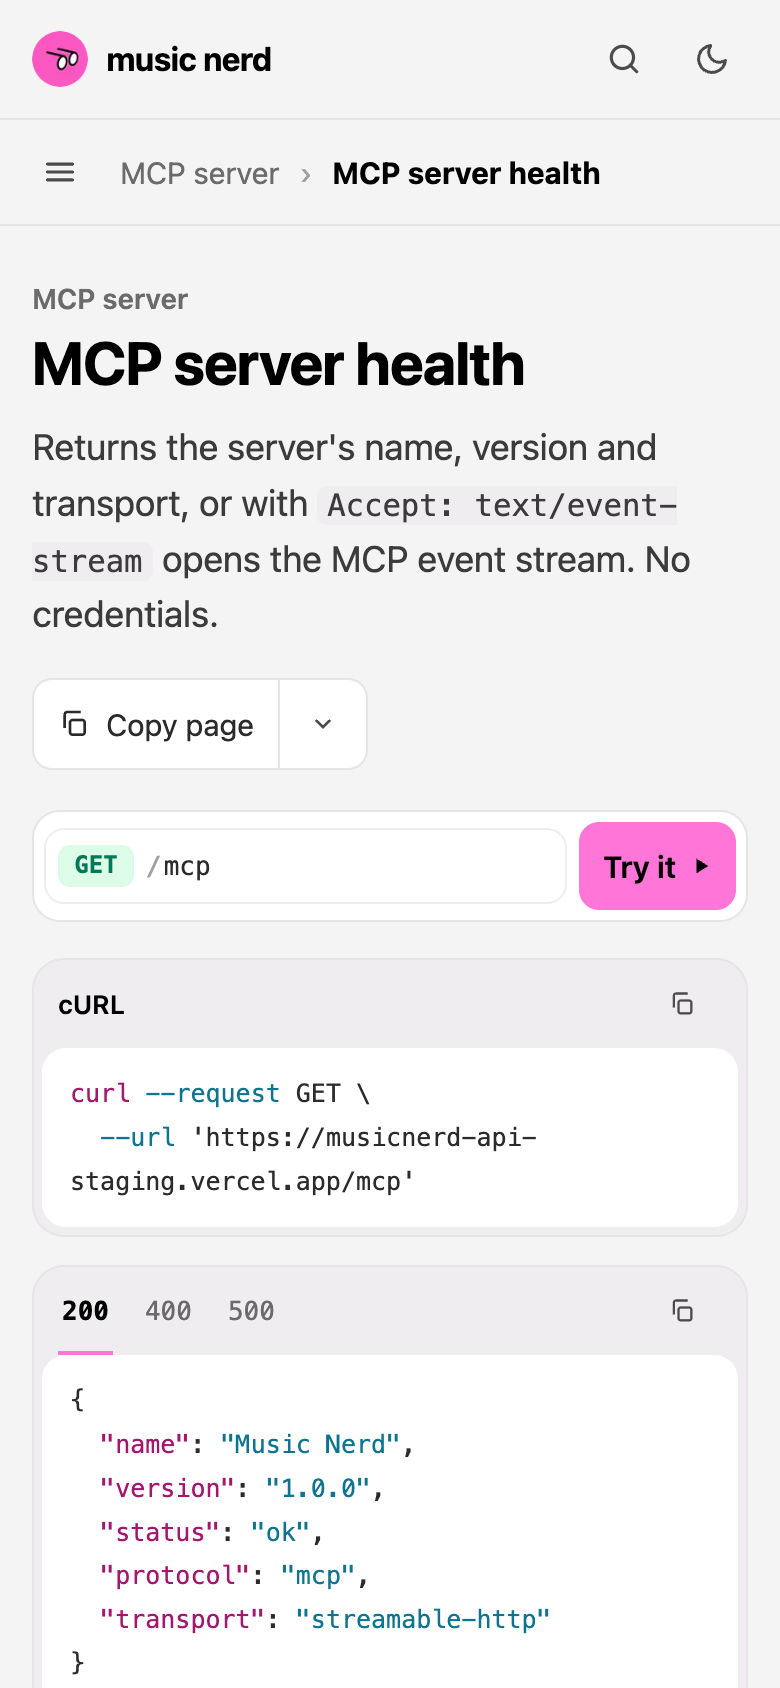 music nerd
MCP server › MCP server health
MCP server
MCP server health
Returns the server's name, version and
transport, or with Accept: text/event-
stream opens the MCP event stream. No
credentials.
Copy page
GET /mcp Try it
cURL
curl --request GET \
  --url 'https://musicnerd-api-
staging.vercel.app/mcp'
200 400 500
{
  "name": "Music Nerd",
  "version": "1.0.0",
  "status": "ok",
  "protocol": "mcp",
  "transport": "streamable-http"
}